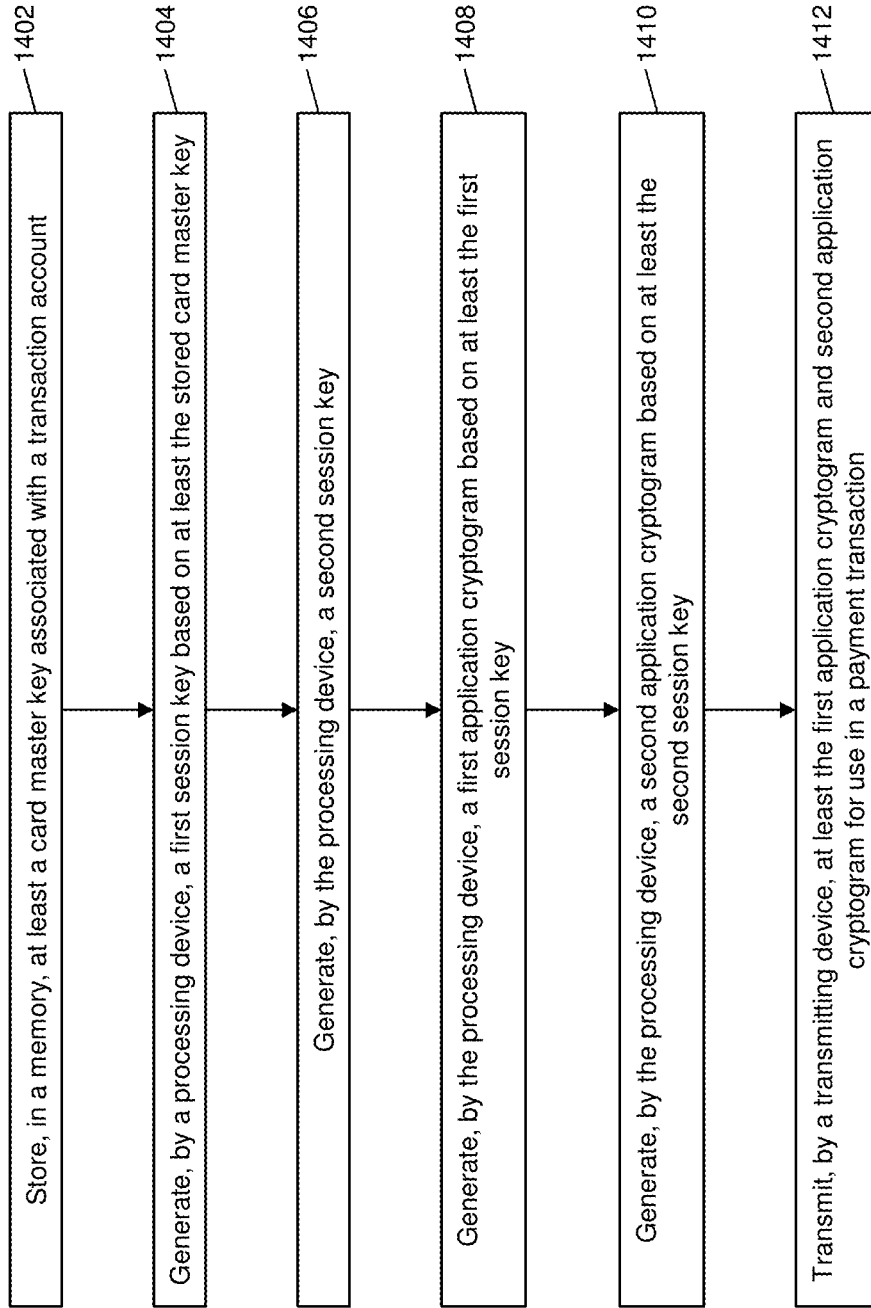 1402
Store, in a memory, at least a card master key associated with a transaction account
1404
Generate, by a processing device, a first session key based on at least the stored card master key
1406
Generate, by the processing device, a second session key
1408
Generate, by the processing device, a first application cryptogram based on at least the first
session key
1410
Generate, by the processing device, a second application cryptogram based on at least the
second session key
1412
Transmit, by a transmitting device, at least the first application cryptogram and second application
cryptogram for use in a payment transaction